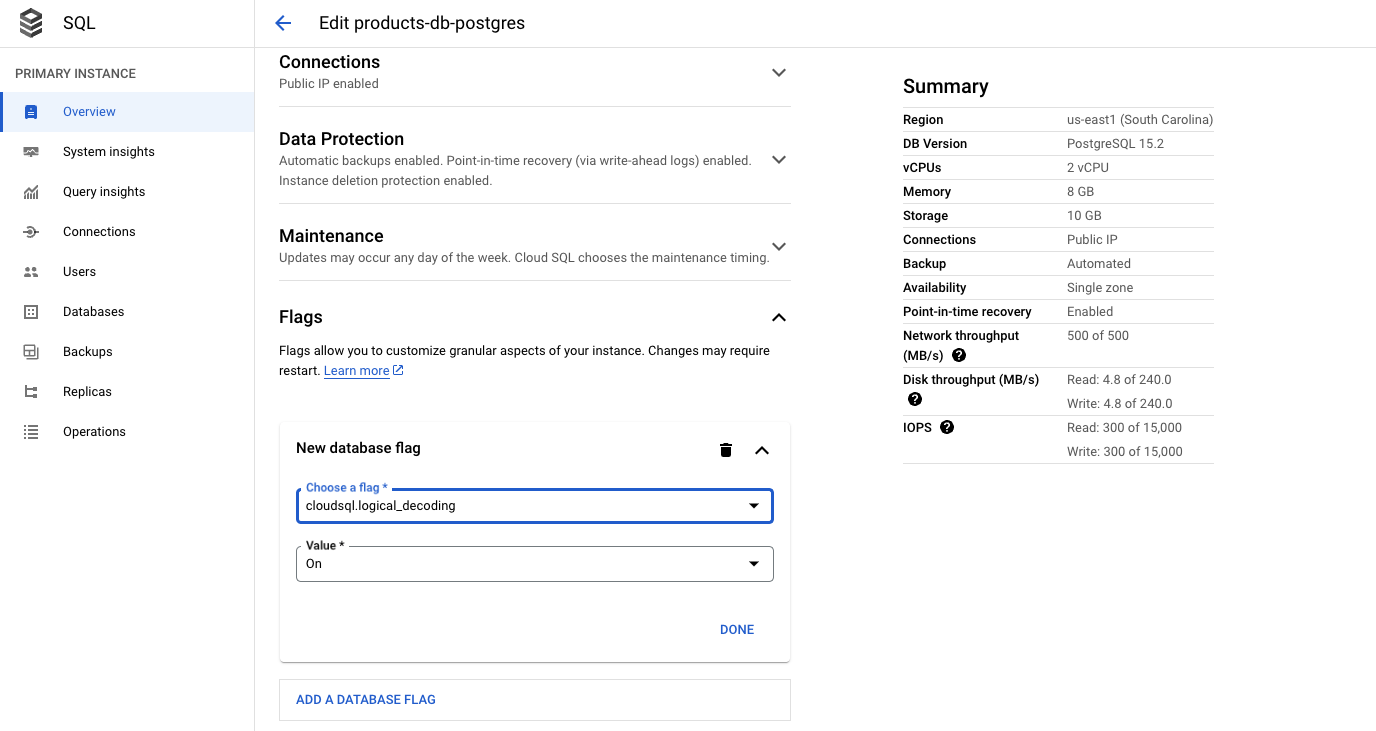 SQL
Edit products-db-postgres
PRIMARY INSTANCE
Overview
System insights
Query insights
Connections
Users
Databases
Backups
Replicas
Operations
Connections
Public IP enabled
Data Protection
Automatic backups enabled. Point-in-time recovery (via write-ahead logs) enabled.
Instance deletion protection enabled.
Maintenance
Updates may occur any day of the week. Cloud SQL chooses the maintenance timing.
Flags
Flags allow you to customize granular aspects of your instance. Changes may require
restart. Learn more
New database flag
Choose a flag *
cloudsql.logical_decoding
Value *
On
DONE
ADD A DATABASE FLAG
Summary
Region us-east1 (South Carolina)
DB Version PostgreSQL 15.2
vCPUs 2 vCPU
Memory 8 GB
Storage 10 GB
Connections Public IP
Backup Automated
Availability Single zone
Point-in-time recovery Enabled
Network throughput 500 of 500
(MB/s) ?
Disk throughput (MB/s) Read: 4.8 of 240.0
? Write: 4.8 of 240.0
IOPS ? Read: 300 of 15,000
Write: 300 of 15,000